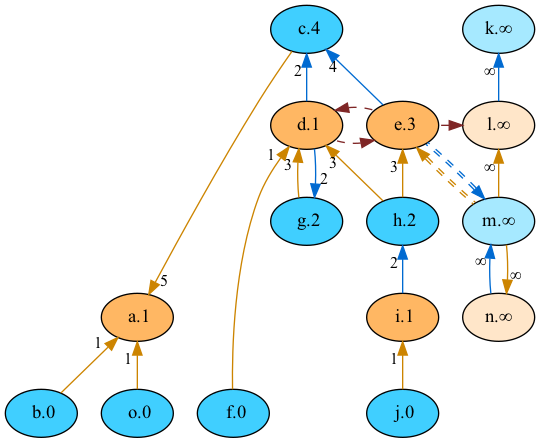 c.4
k.∞
2
4
∞
d.1
e.3
l.∞
1
3
2
3
3
∞
g.2
h.2
m.∞
5
2
∞
∞
a.1
i.1
n.∞
1
1
1
b.0
o.0
f.0
j.0